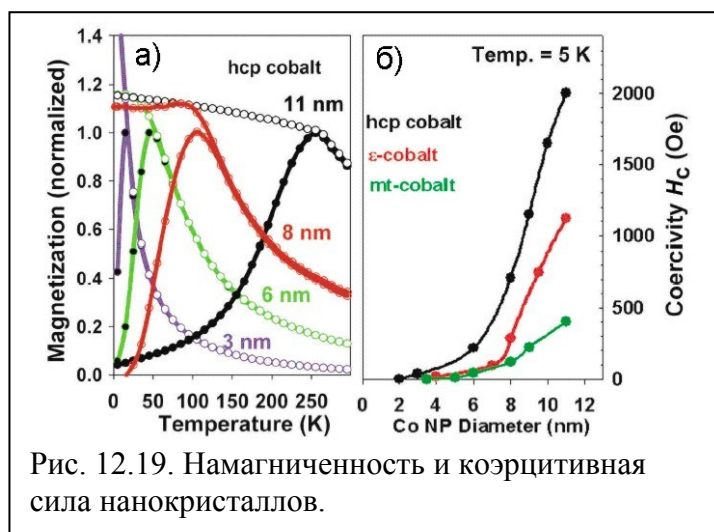 а)
hcp cobalt
11 nm
8 nm
6 nm
3 nm
Magnetization (normalized)
1.4
1.2
1.0
0.8
0.6
0.4
0.2
0.0
0 50 100 150 200 250
Temperature (K)
б)
Temp. = 5 K
hcp cobalt
ε-cobalt
mt-cobalt
2000
1500
1000
500
0
Coercivity HC (Oe)
0 2 4 6 8 10 12
Co NP Diameter (nm)
Рис. 12.19. Намагниченность и коэрцитивная
сила нанокристаллов.